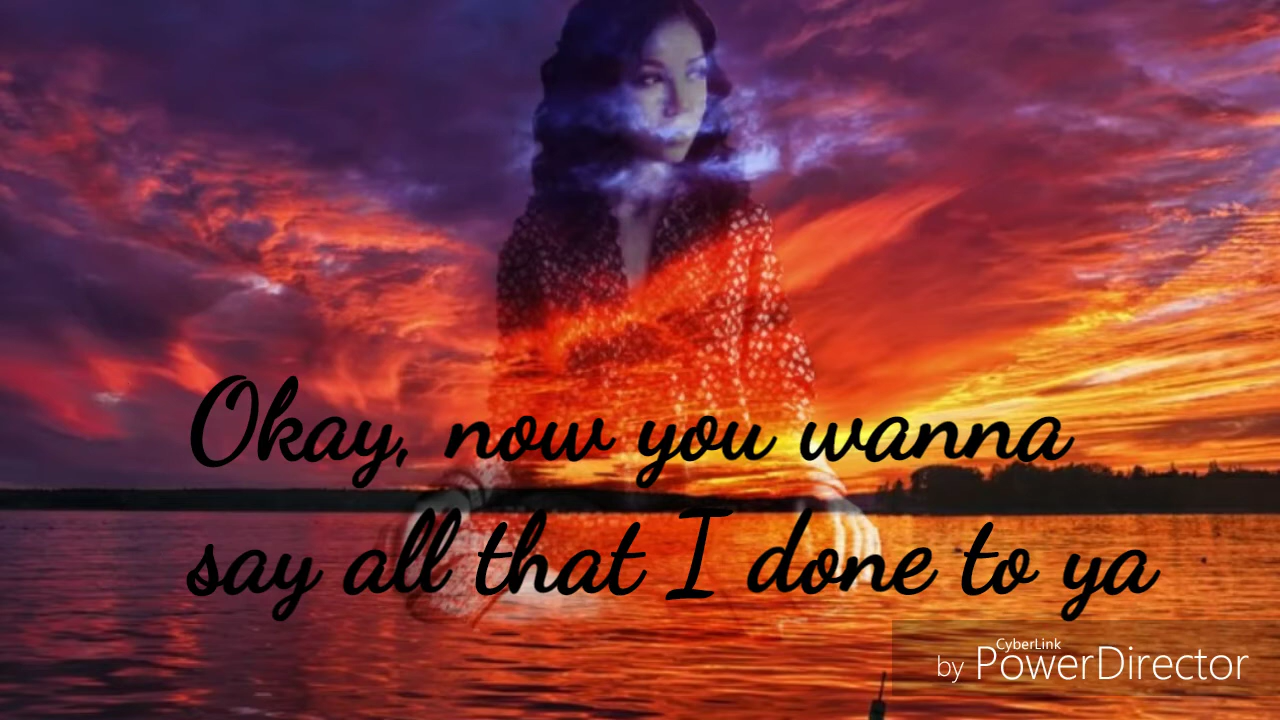 Okay, now you wanna
say all that I done to ya
CyberLink
by PowerDirector